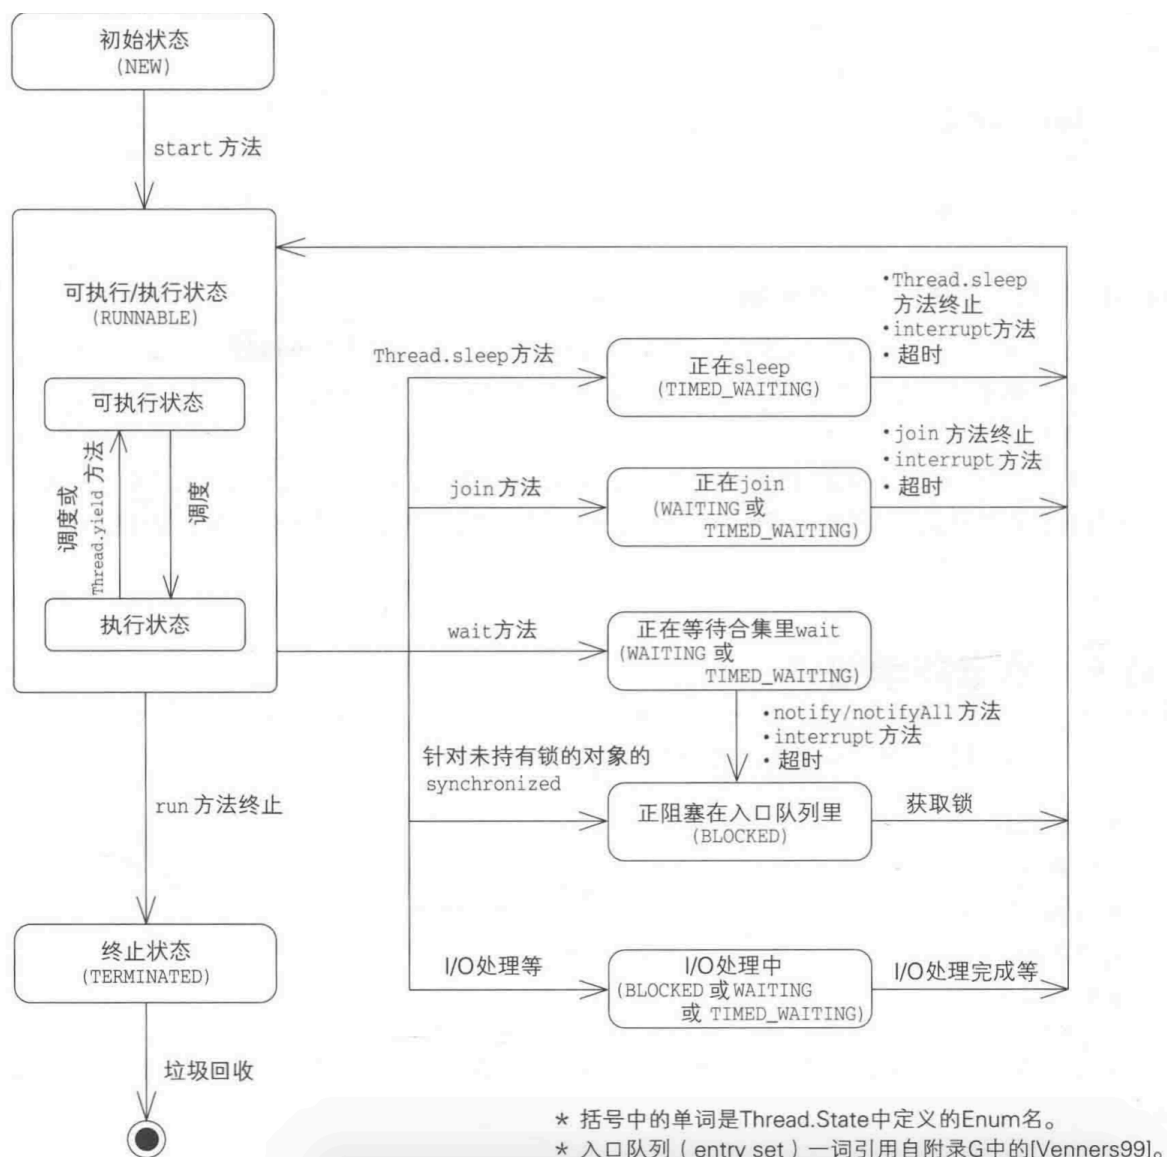 初始状态
(NEW)
start 方法
可执行/执行状态
(RUNNABLE)
可执行状态
调度或
Thread.yield 方法
调度
执行状态
Thread.sleep方法
正在sleep
(TIMED_WAITING)
•Thread.sleep
方法终止
•interrupt方法
•超时
join 方法
正在join
(WAITING 或
TIMED_WAITING)
•join 方法终止
•interrupt 方法
•超时
wait方法
正在等待合集里wait
(WAITING 或
TIMED_WAITING)
•notify/notifyAll 方法
•interrupt 方法
•超时
针对未持有锁的对象的
synchronized
正阻塞在入口队列里
(BLOCKED)
获取锁
run 方法终止
终止状态
(TERMINATED)
I/O处理等
I/O处理中
(BLOCKED 或 WAITING
或 TIMED_WAITING)
I/O处理完成等
垃圾回收
* 括号中的单词是Thread.State中定义的Enum名。
* 入口队列（entry set）一词引用自附录G中的[Venners99]。